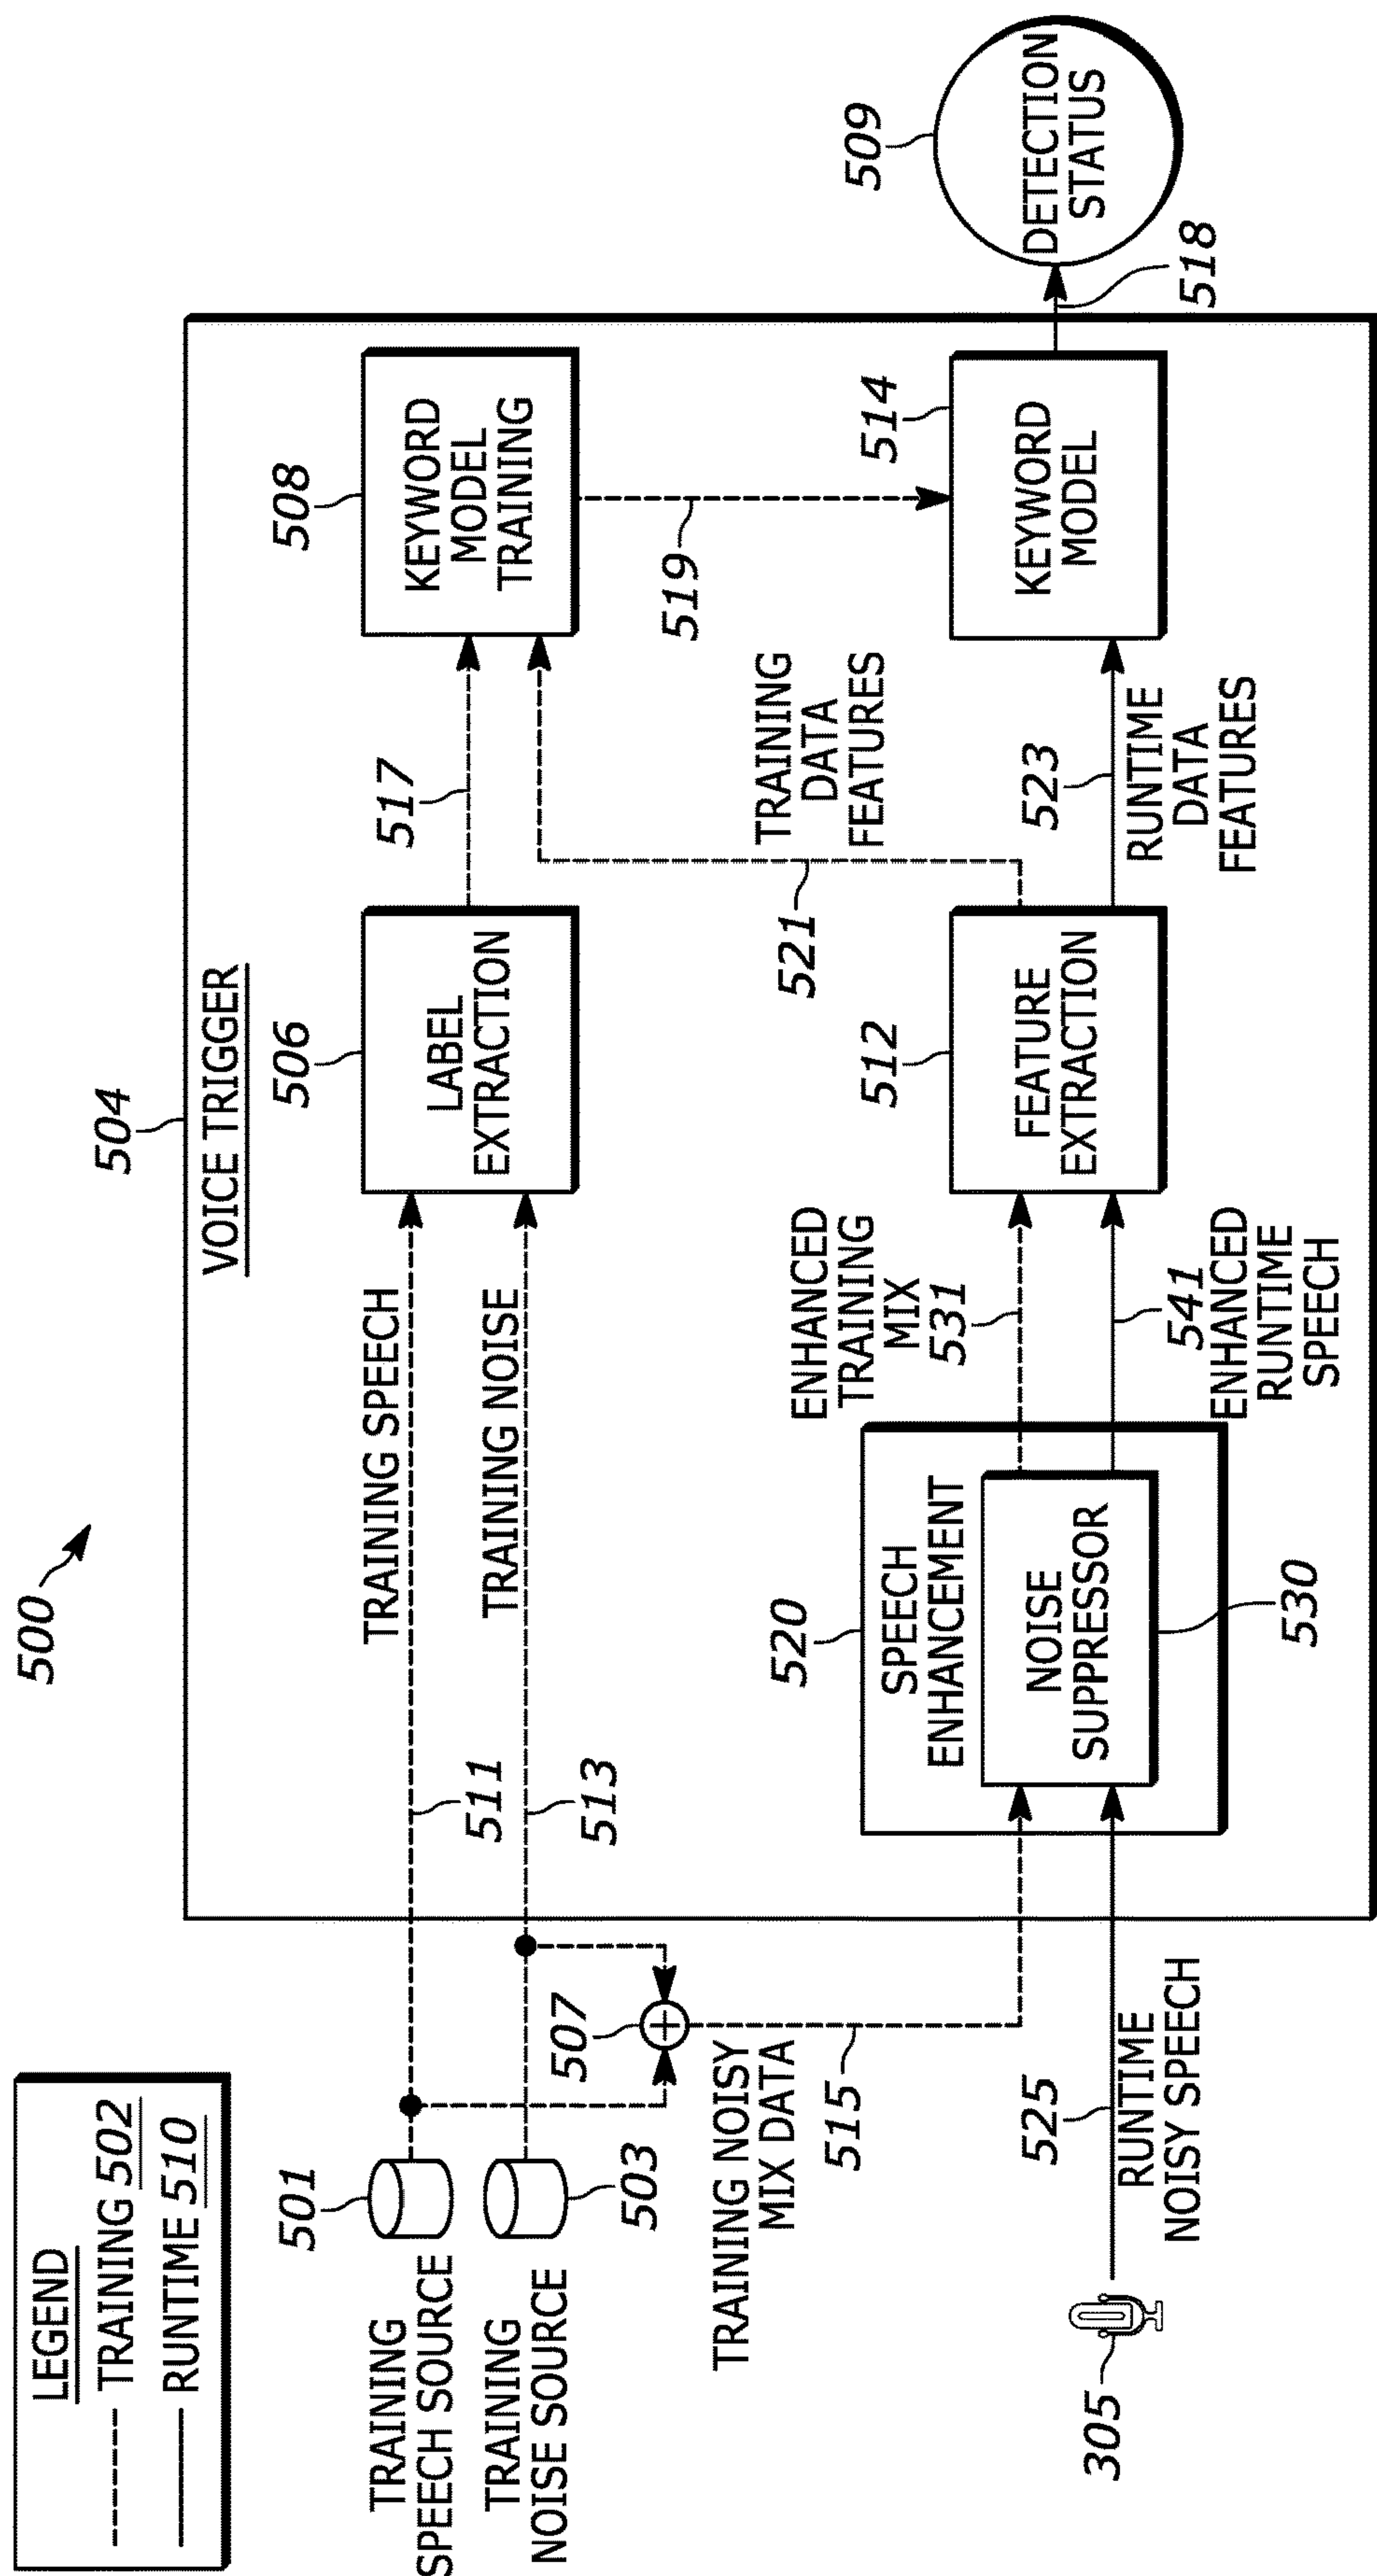 LEGEND
TRAINING 502
RUNTIME 510
500
504
VOICE TRIGGER
TRAINING
SPEECH SOURCE
501
TRAINING
NOISE SOURCE
503
507
511
TRAINING SPEECH
513
TRAINING NOISE
506
LABEL
EXTRACTION
517
508
KEYWORD
MODEL
TRAINING
519
TRAINING NOISY
MIX DATA
515
305
525
RUNTIME
NOISY SPEECH
520
SPEECH
ENHANCEMENT
NOISE
SUPPRESSOR
530
ENHANCED
TRAINING
MIX
531
541
ENHANCED
RUNTIME
SPEECH
512
FEATURE
EXTRACTION
521
TRAINING
DATA
FEATURES
523
RUNTIME
DATA
FEATURES
514
KEYWORD
MODEL
518
509
DETECTION
STATUS